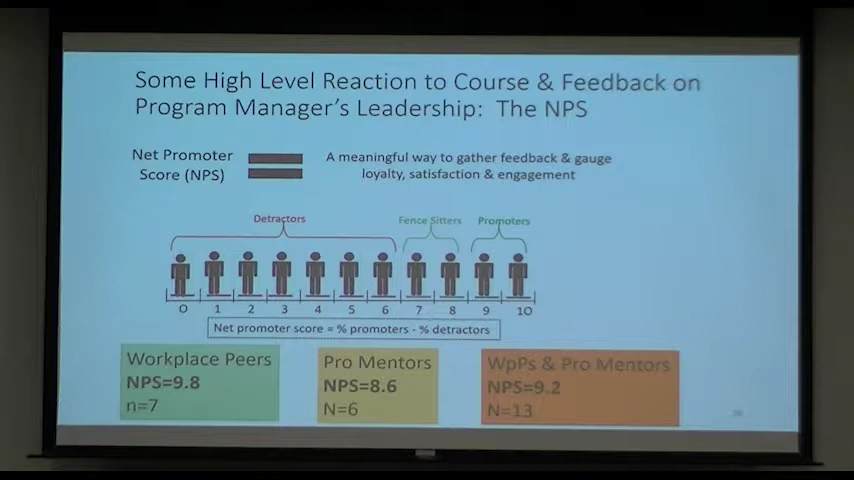 Some High Level Reaction to Course & Feedback on
Program Manager's Leadership: The NPS
Net Promoter
Score (NPS)
A meaningful way to gather feedback & gauge
loyalty, satisfaction & engagement
Detractors
Fence Sitters
Promoters
0 1 2 3 4 5 6 7 8 9 10
Net promoter score = % promoters - % detractors
Workplace Peers
NPS=9.8
n=7
Pro Mentors
NPS=8.6
N=6
WpPs & Pro Mentors
NPS=9.2
N=13